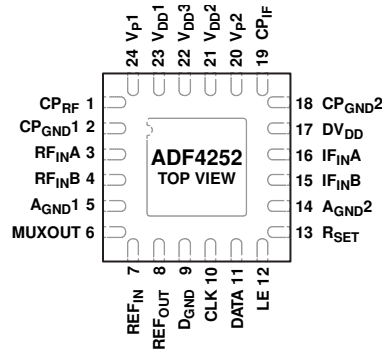 24 VP1
23 VDD1
22 VDD3
21 VDD2
20 VP2
19 CPIF
CPRF 1
CPGND1 2
RFINA 3
RFINB 4
AGND1 5
MUXOUT 6
ADF4252
TOP VIEW
18 CPGND2
17 DVDD
16 IFINA
15 IFINB
14 AGND2
13 RSET
REFIN 7
REFOUT 8
DGND 9
CLK 10
DATA 11
LE 12